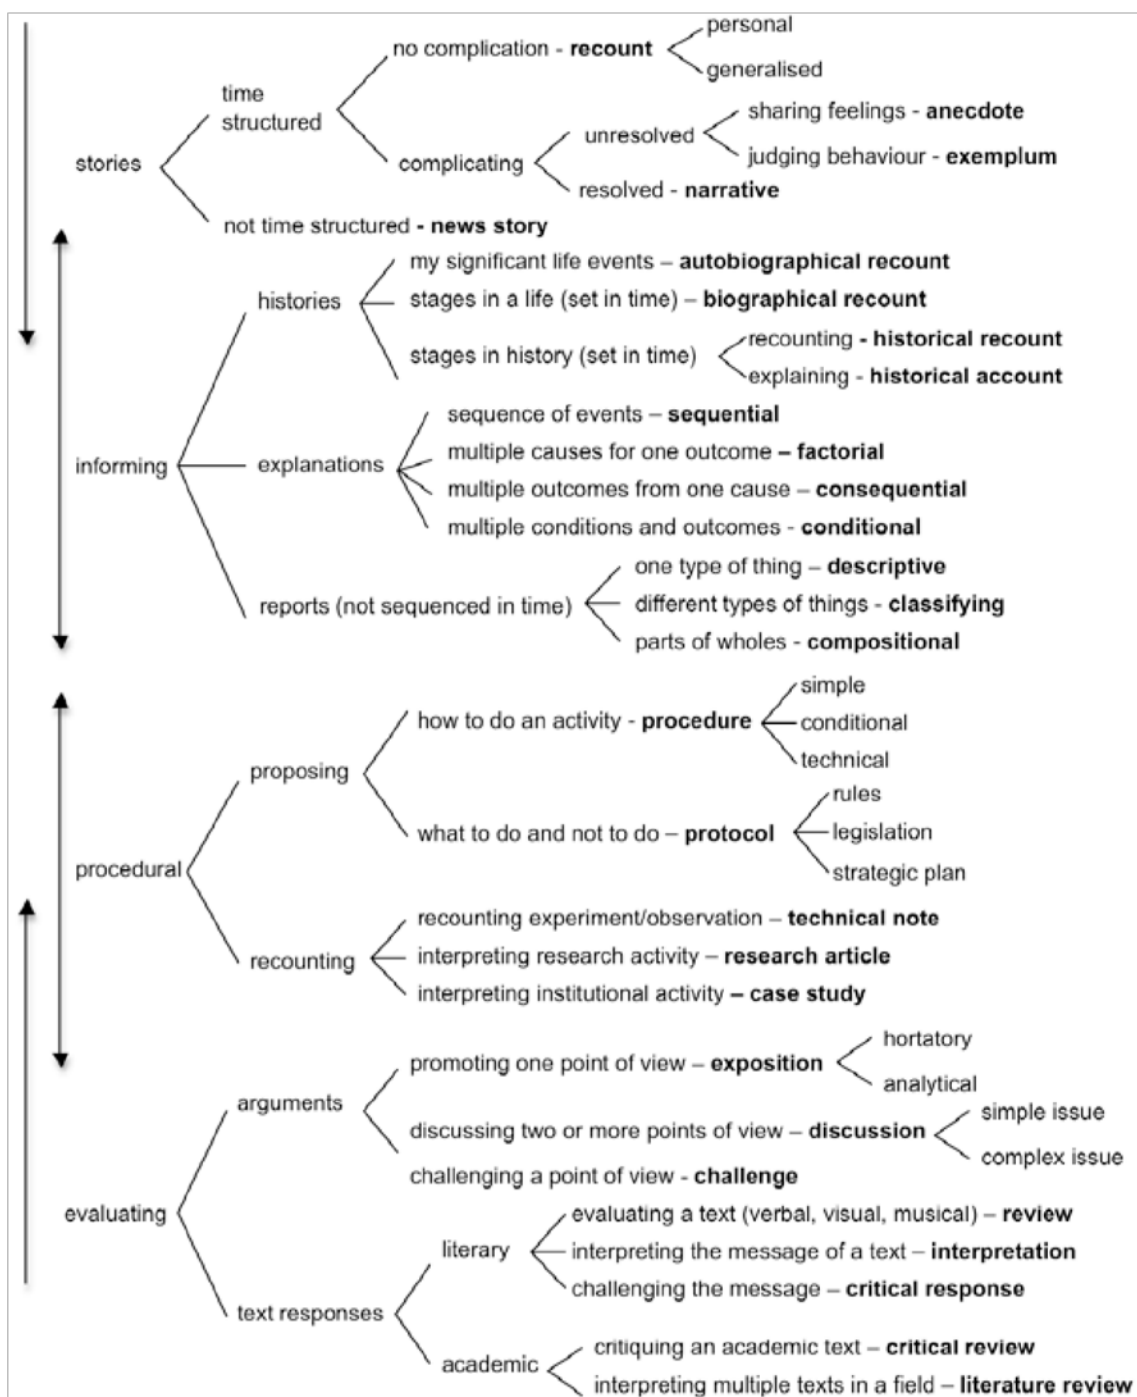 personal
no complication - recount
generalised
time
structured
sharing feelings - anecdote
unresolved
judging behaviour - exemplum
stories
complicating
resolved - narrative
not time structured - news story
my significant life events – autobiographical recount
histories
stages in a life (set in time) – biographical recount
recounting - historical recount
stages in history (set in time)
explaining - historical account
sequence of events – sequential
multiple causes for one outcome – factorial
informing
explanations
multiple outcomes from one cause – consequential
multiple conditions and outcomes - conditional
one type of thing – descriptive
reports (not sequenced in time)
different types of things - classifying
parts of wholes - compositional
simple
how to do an activity - procedure
conditional
technical
proposing
rules
what to do and not to do – protocol
legislation
strategic plan
procedural
recounting experiment/observation – technical note
recounting
interpreting research activity – research article
interpreting institutional activity – case study
hortatory
promoting one point of view – exposition
analytical
arguments
simple issue
discussing two or more points of view – discussion
complex issue
challenging a point of view - challenge
evaluating
evaluating a text (verbal, visual, musical) – review
literary
interpreting the message of a text – interpretation
challenging the message – critical response
text responses
critiquing an academic text – critical review
academic
interpreting multiple texts in a field – literature review